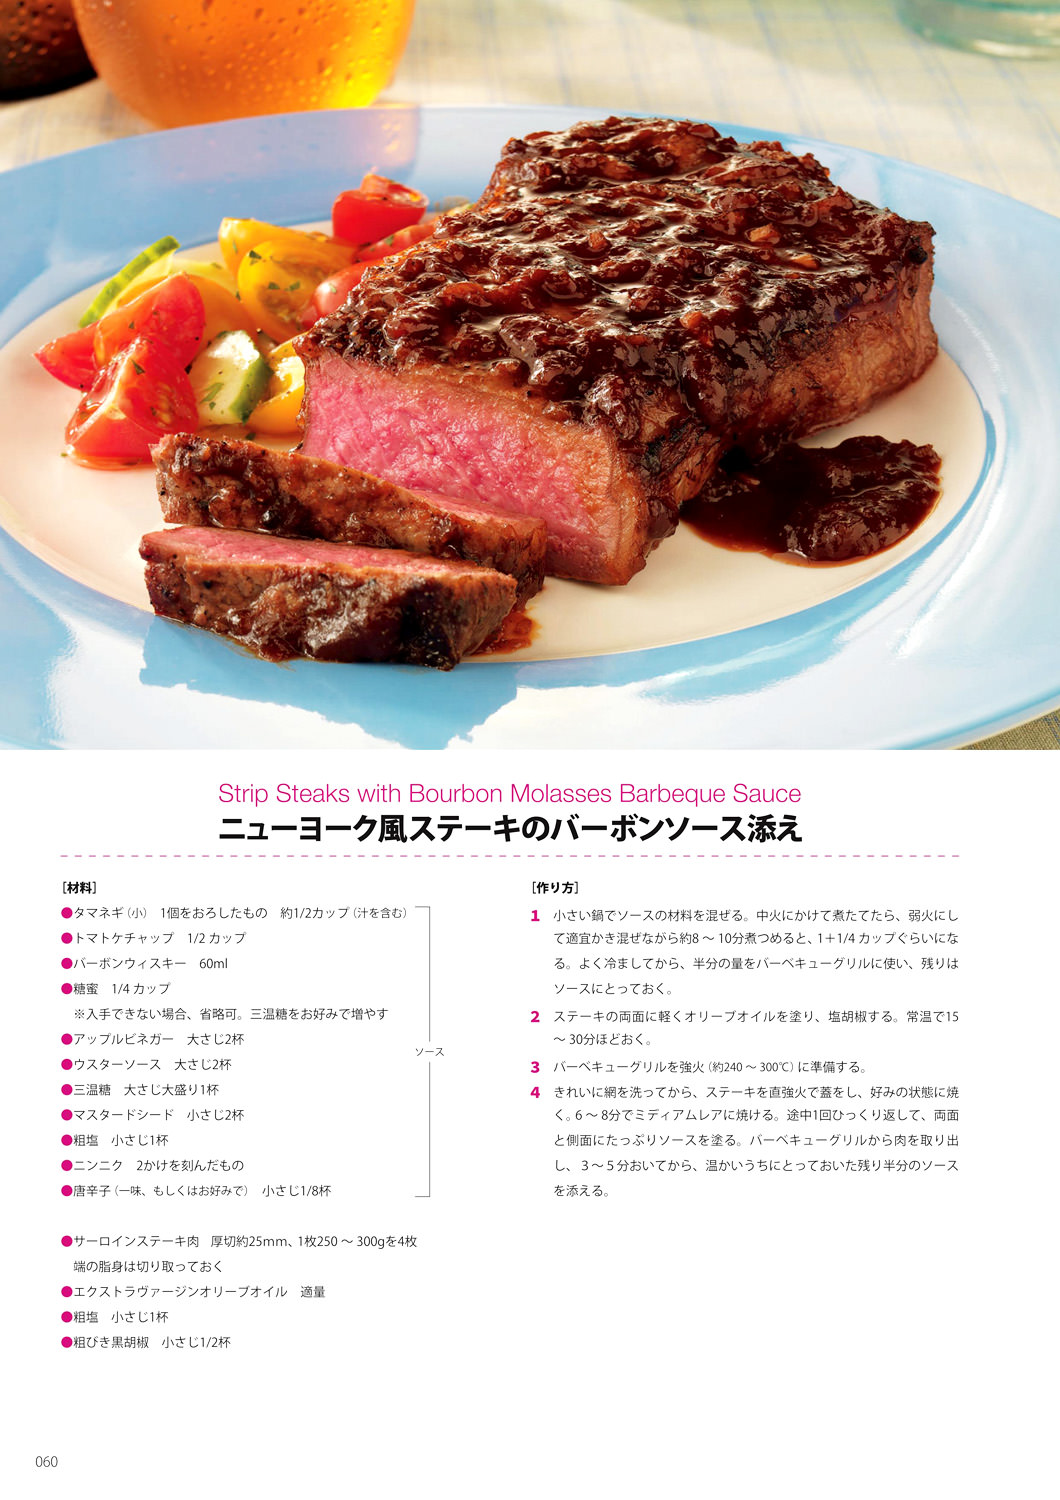 Strip Steaks with Bourbon Molasses Barbeque Sauce
ニューヨーク風ステーキのバーボンソース添え
［材料］
●タマネギ（小）　1個をおろしたもの　約1/2カップ（汁を含む）
●トマトケチャップ　1/2 カップ
●バーボンウィスキー　60ml
●糖蜜　1/4 カップ
※入手できない場合、省略可。三温糖をお好みで増やす
●アップルビネガー　大さじ2杯
●ウスターソース　大さじ2杯
●三温糖　大さじ大盛り1杯
●マスタードシード　小さじ2杯
●粗塩　小さじ1杯
●ニンニク　2かけを刻んだもの
●唐辛子（一味、もしくはお好みで）　小さじ1/8杯
ソース
●サーロインステーキ肉　厚切約25mm、1枚250 〜 300gを4枚
端の脂身は切り取っておく
●エクストラヴァージンオリーブオイル　適量
●粗塩　小さじ1杯
●粗びき黒胡椒　小さじ1/2杯
［作り方］
1 小さい鍋でソースの材料を混ぜる。中火にかけて煮たてたら、弱火にし
て適宜かき混ぜながら約8 〜 10分煮つめると、1＋1/4 カップぐらいにな
る。よく冷ましてから、半分の量をバーベキューグリルに使い、残りは
ソースにとっておく。
2 ステーキの両面に軽くオリーブオイルを塗り、塩胡椒する。常温で15
〜 30分ほどおく。
3 バーベキューグリルを強火（約240 〜 300℃）に準備する。
4 きれいに網を洗ってから、ステーキを直強火で蓋をし、好みの状態に焼
く。6 〜 8分でミディアムレアに焼ける。途中1回ひっくり返して、両面
と側面にたっぷりソースを塗る。バーベキューグリルから肉を取り出
し、３〜５分おいてから、温かいうちにとっておいた残り半分のソース
を添える。
060